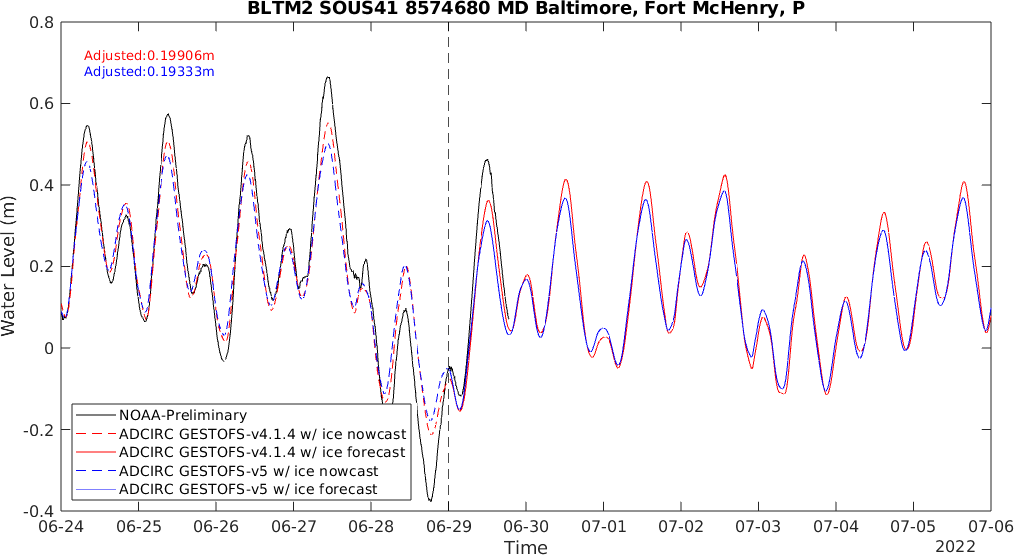 BLTM2 SOUS41 8574680 MD Baltimore, Fort McHenry, P
Adjusted:0.19906m
Adjusted:0.19333m
0.8
0.6
0.4
0.2
0
-0.2
-0.4
Water Level (m)
NOAA-Preliminary
ADCIRC GESTOFS-v4.1.4 w/ ice nowcast
ADCIRC GESTOFS-v4.1.4 w/ ice forecast
ADCIRC GESTOFS-v5 w/ ice nowcast
ADCIRC GESTOFS-v5 w/ ice forecast
06-24 06-25 06-26 06-27 06-28 06-29 06-30 07-01 07-02 07-03 07-04 07-05 07-06
Time
2022